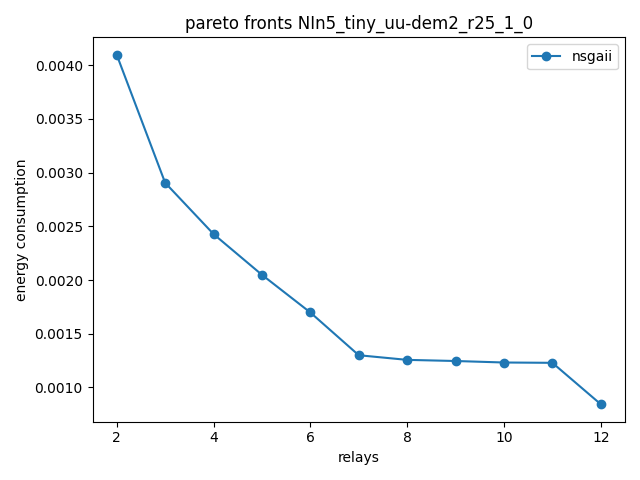 pareto fronts NIn5_tiny_uu-dem2_r25_1_0
nsgaii
energy consumption
0.0040
0.0035
0.0030
0.0025
0.0020
0.0015
0.0010
2 4 6 8 10 12
relays